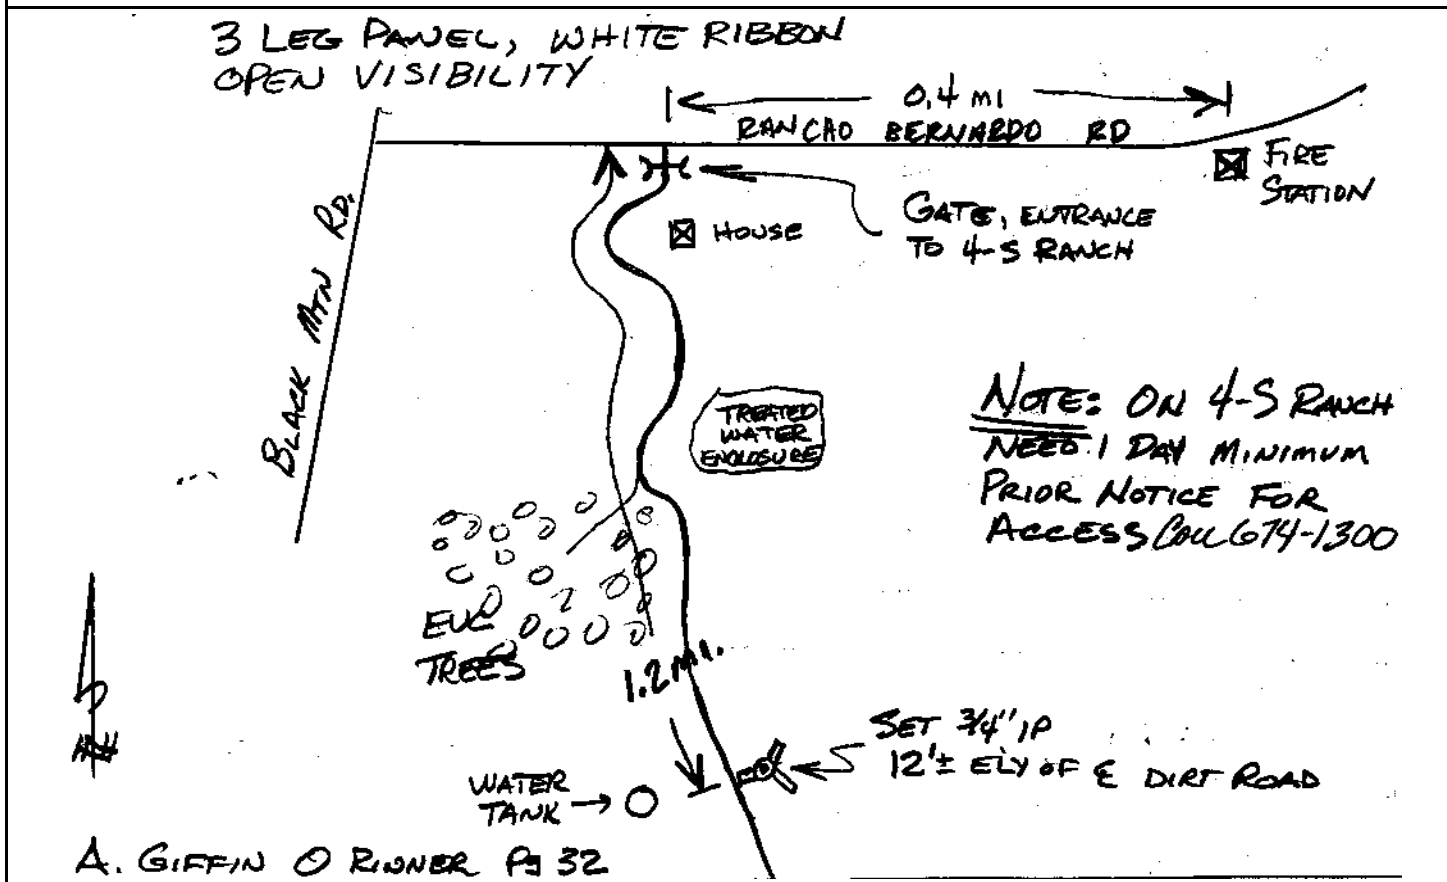 3 LEG PANEL, WHITE RIBBON
OPEN VISIBILITY
0.4 MI
RANCHO BERNARDO RD
FIRE
STATION
GATE, ENTRANCE
TO 4-S RANCH
HOUSE
BLACK MTN RD.
TREATED
WATER
ENCLOSURE
NOTE: ON 4-S RANCH
NEED 1 DAY MINIMUM
PRIOR NOTICE FOR
ACCESS CALL 674-1300
EUC
TREES
1.2 MI.
SET 3/4" IP
12'± ELY OF ℄ DIRT ROAD
WATER
TANK
A. GIFFIN O RINNER Pg 32